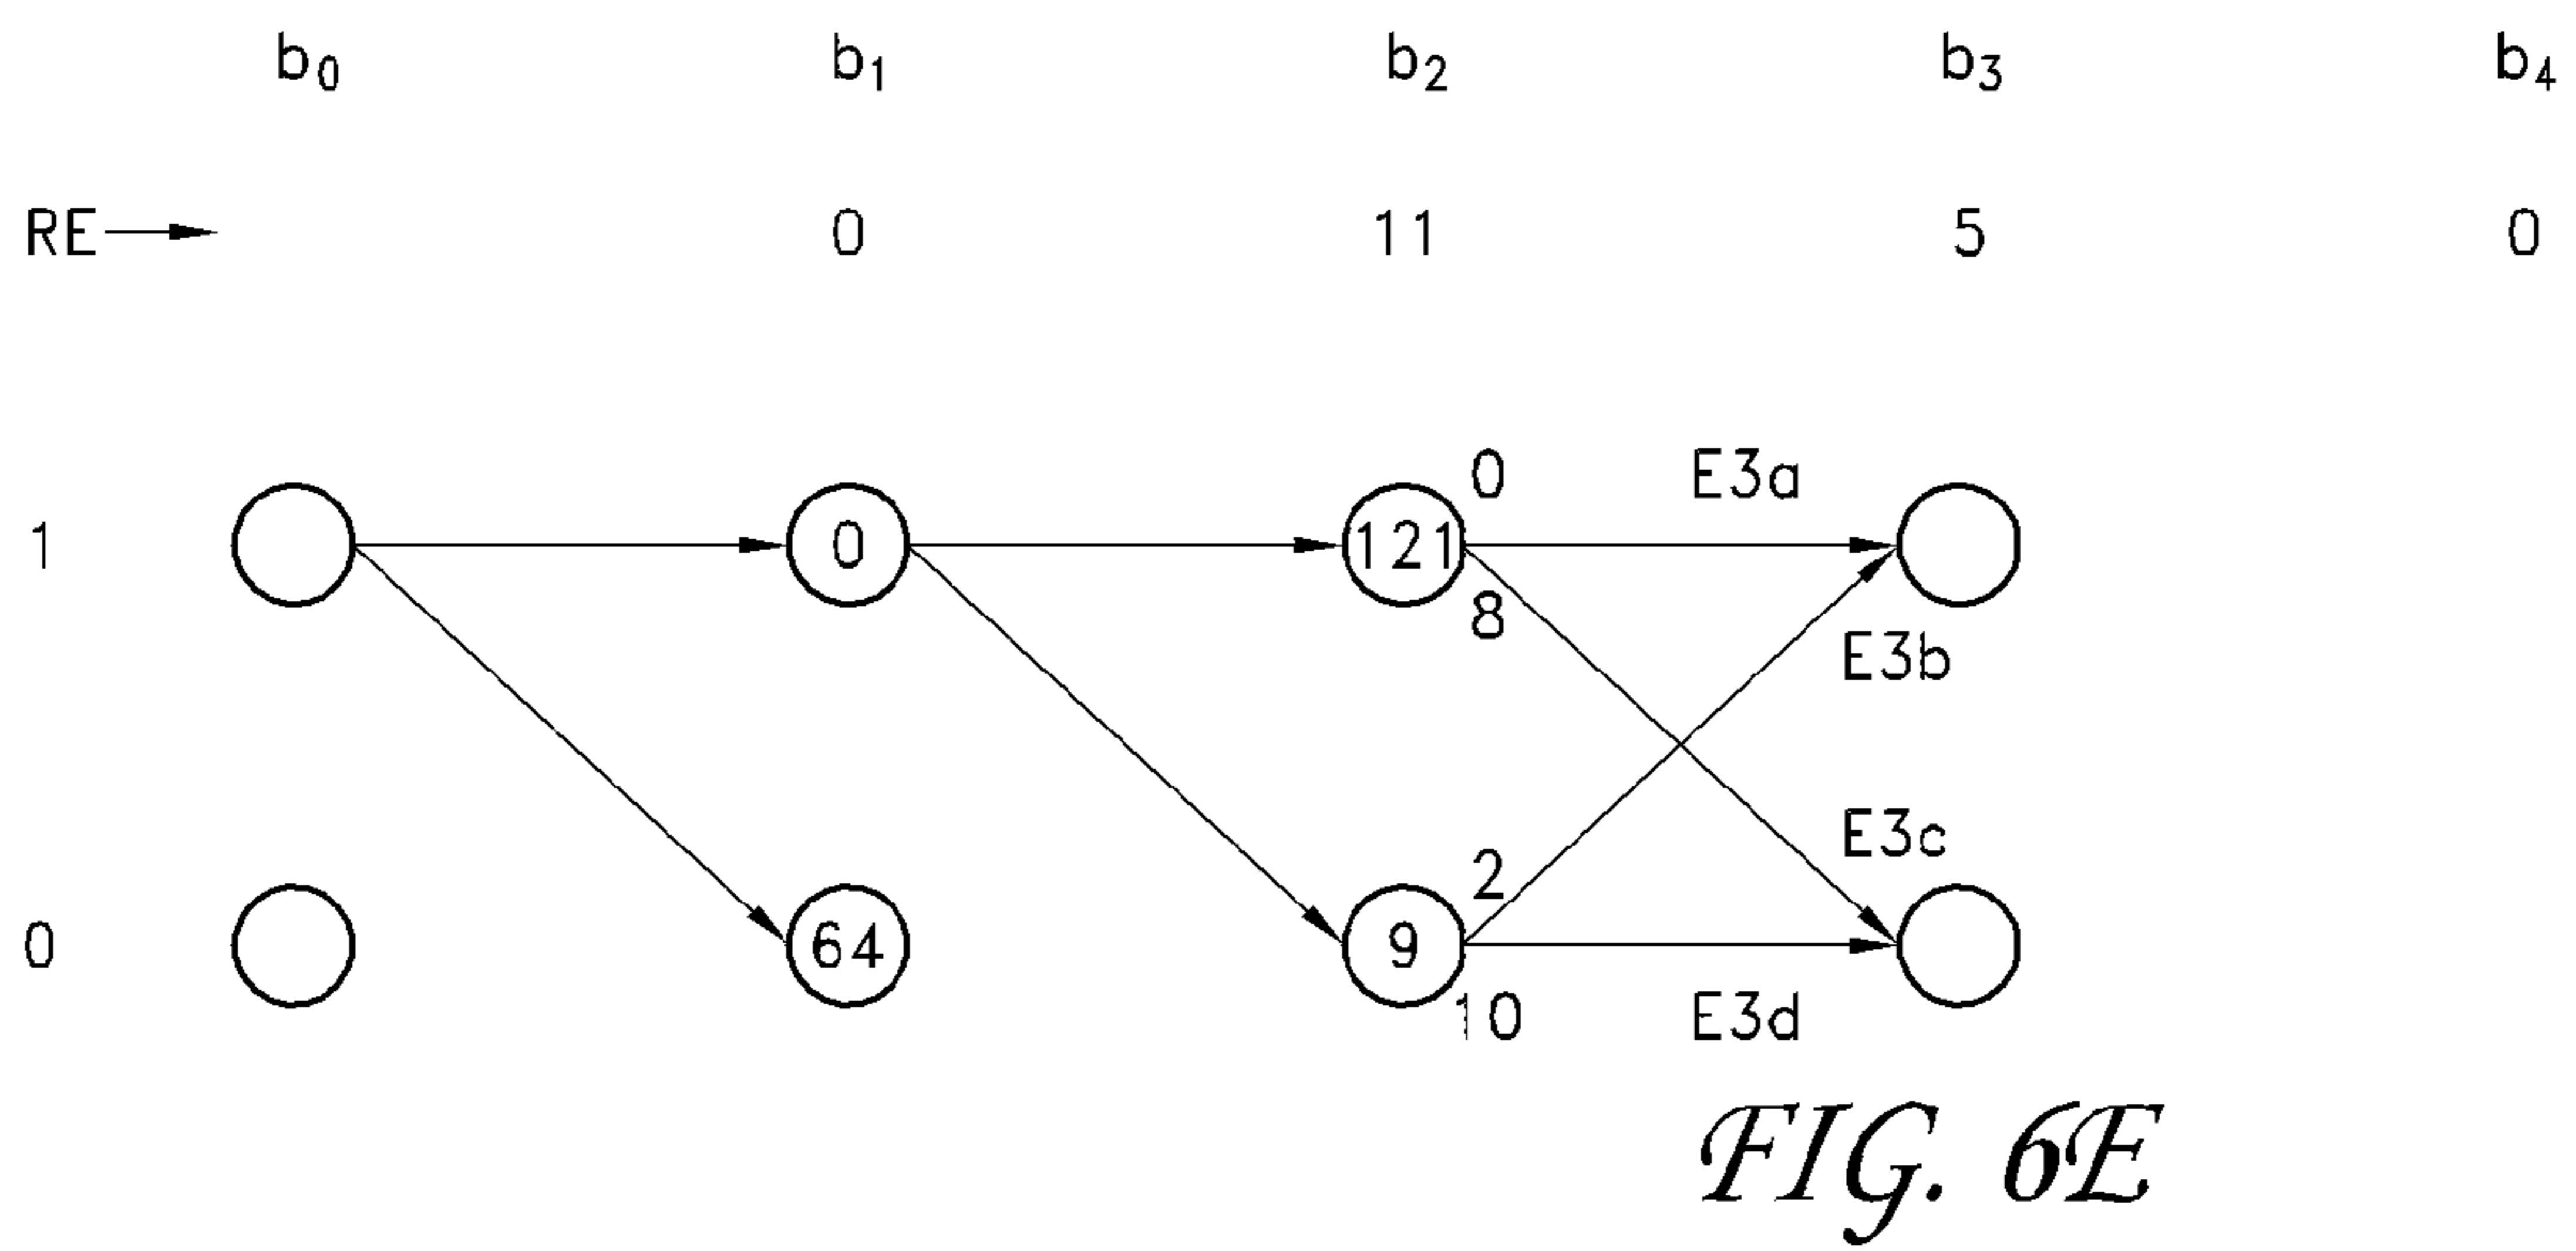 b₀ b₁ b₂ b₃ b₄
RE 0 11 5 0
0 E3a
1 0 121
8
E3b
E3c
2
0 64 9
10 E3d
FIG. 6E